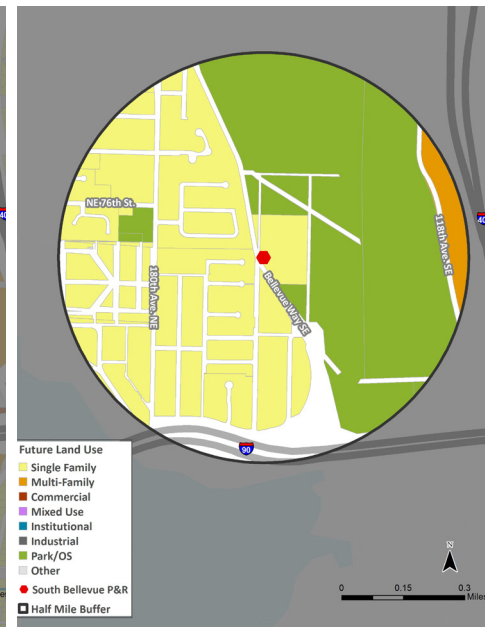 40
NE 76th St.
180th Ave. NE
Bellevue Way SE
118th Ave. SE
40
90
Future Land Use
Single Family
Multi-Family
Commercial
Mixed Use
Institutional
Industrial
Park/OS
Other
South Bellevue P&R
Half Mile Buffer
N
0 0.15 0.3
Miles